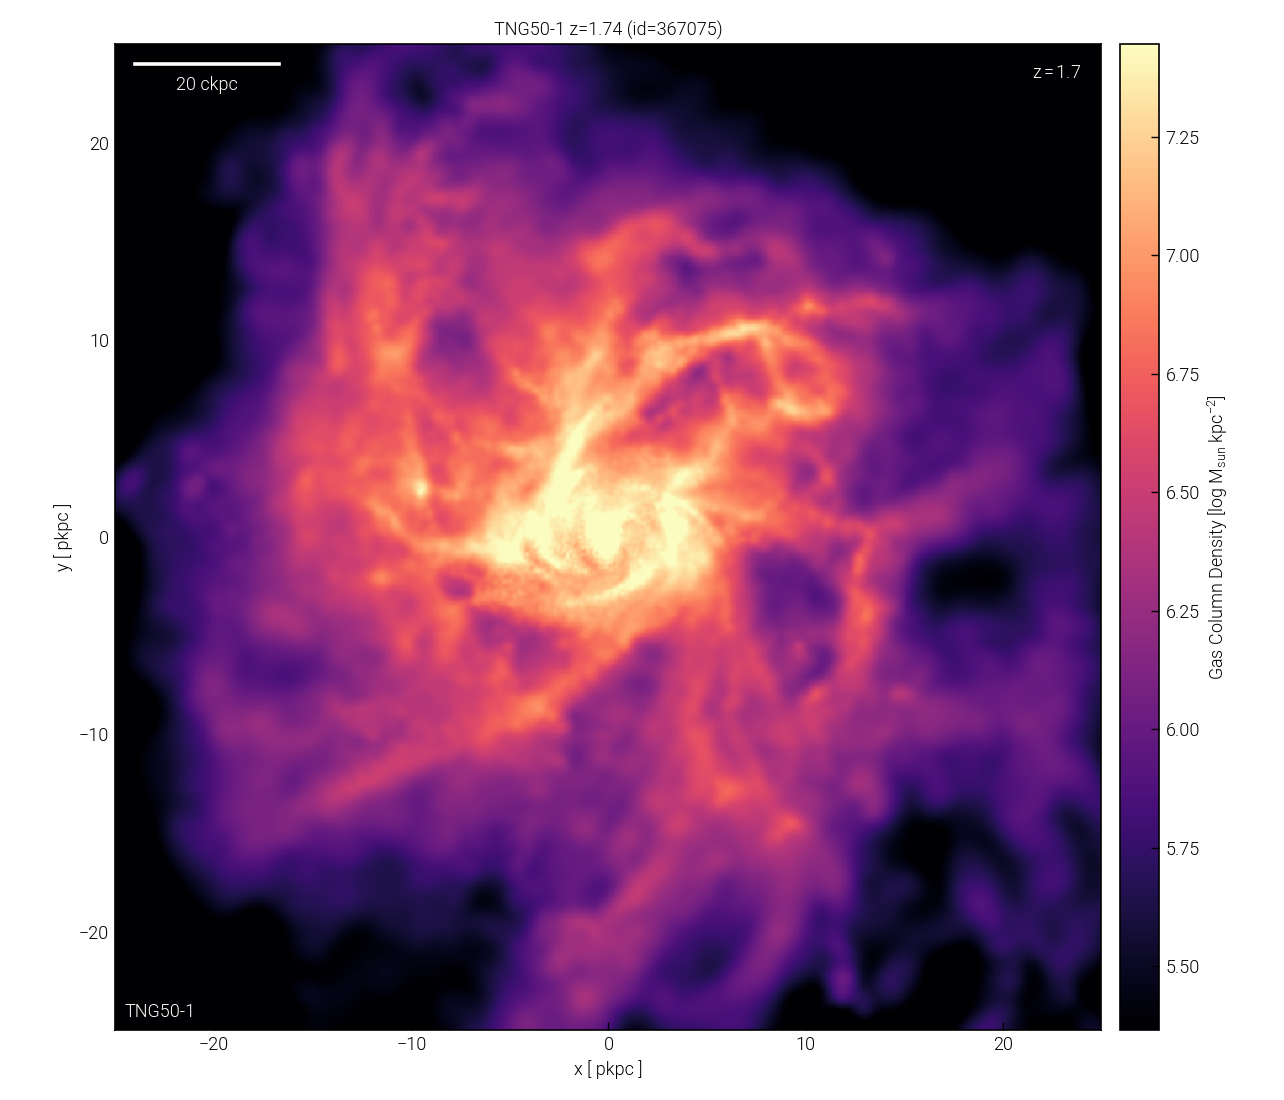 TNG50-1 z=1.74 (id=367075)
20 ckpc
z=1.7
TNG50-1
20
10
0
−10
−20
y [ pkpc ]
−20
−10
0
10
20
x [ pkpc ]
7.25
7.00
6.75
6.50
6.25
6.00
5.75
5.50
Gas Column Density [log M_sun kpc^−2]